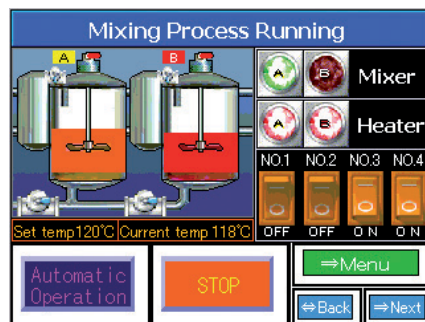 Mixing Process Running
A
B
A
B
Mixer
A
B
Heater
NO.1 NO.2 NO.3 NO.4
OFF OFF ON ON
Set temp120°C Current temp 118°C
Automatic
Operation
STOP
⇒Menu
⇔Back
⇒Next